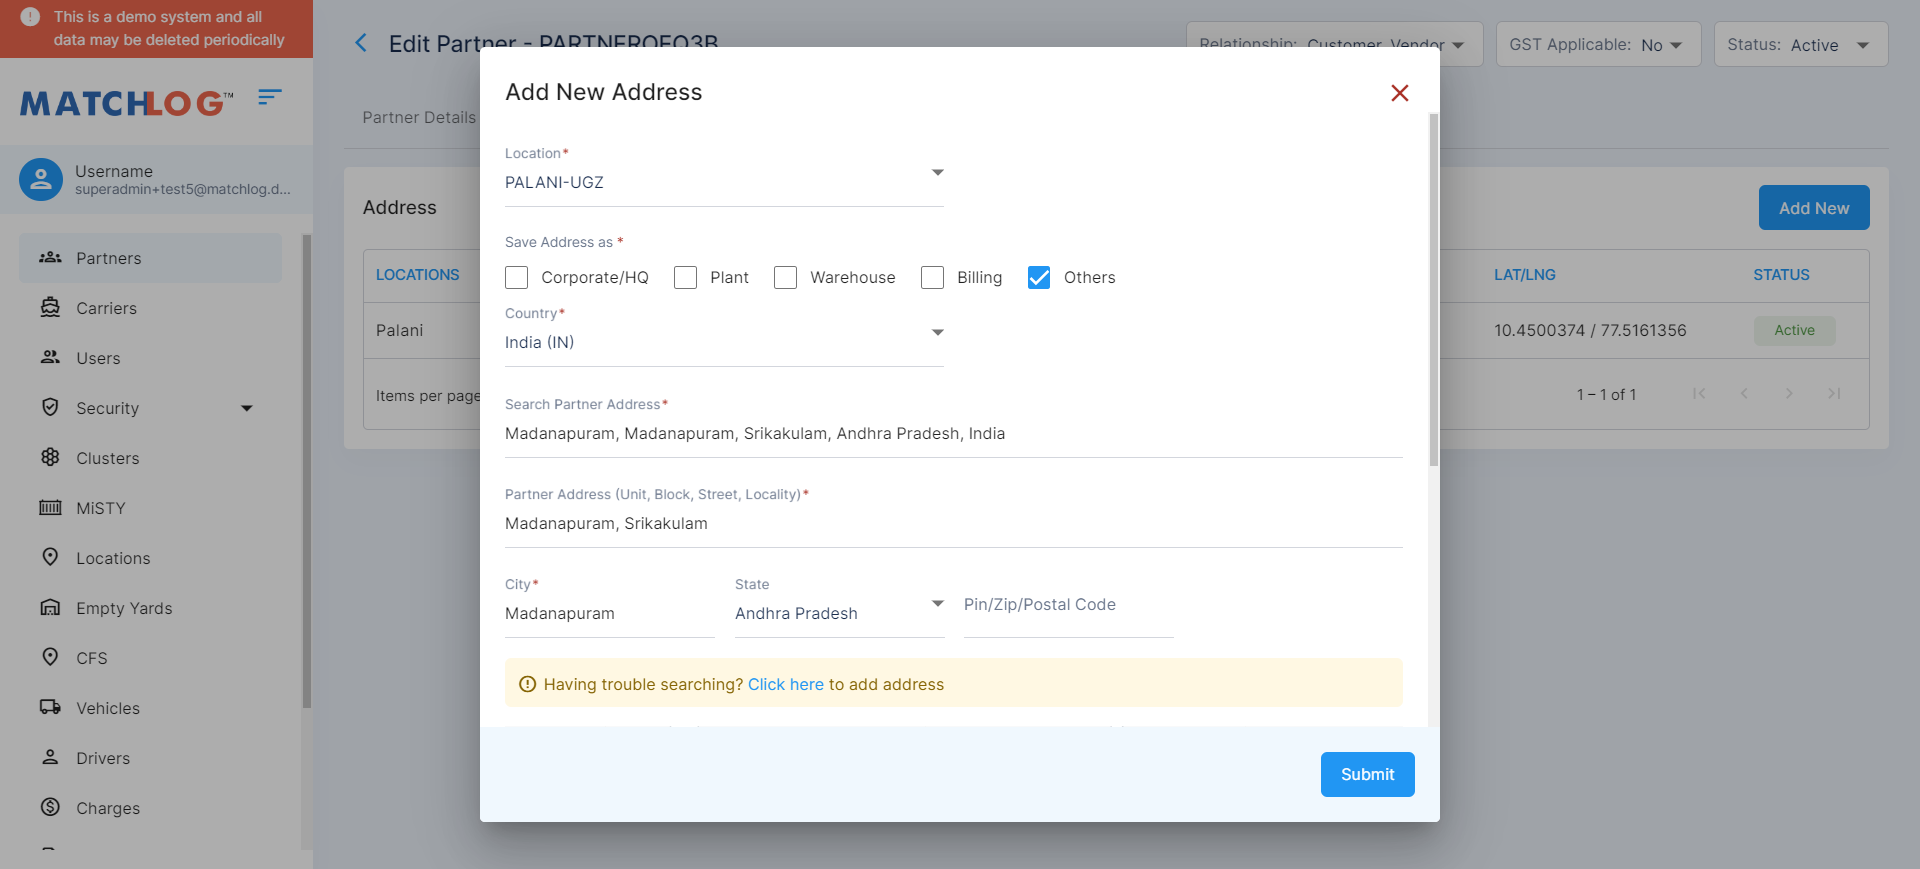 This is a demo system and all
data may be deleted periodically
MATCHLOG™
Username
superadmin+test5@matchlog.d...
Partners
Carriers
Users
Security
Clusters
MiSTY
Locations
Empty Yards
CFS
Vehicles
Drivers
Charges
Edit Partner - PARTNEROEO3B
Relationship: Customer, Vendor
GST Applicable: No
Status: Active
Partner Details
Address
Add New
LOCATIONS
LAT/LNG
STATUS
Palani
10.4500374 / 77.5161356
Active
Items per page
1 – 1 of 1
Add New Address
Location*
PALANI-UGZ
Save Address as *
Corporate/HQ
Plant
Warehouse
Billing
Others
Country*
India (IN)
Search Partner Address*
Madanapuram, Madanapuram, Srikakulam, Andhra Pradesh, India
Partner Address (Unit, Block, Street, Locality)*
Madanapuram, Srikakulam
City*
Madanapuram
State
Andhra Pradesh
Pin/Zip/Postal Code
Having trouble searching? Click here to add address
Submit